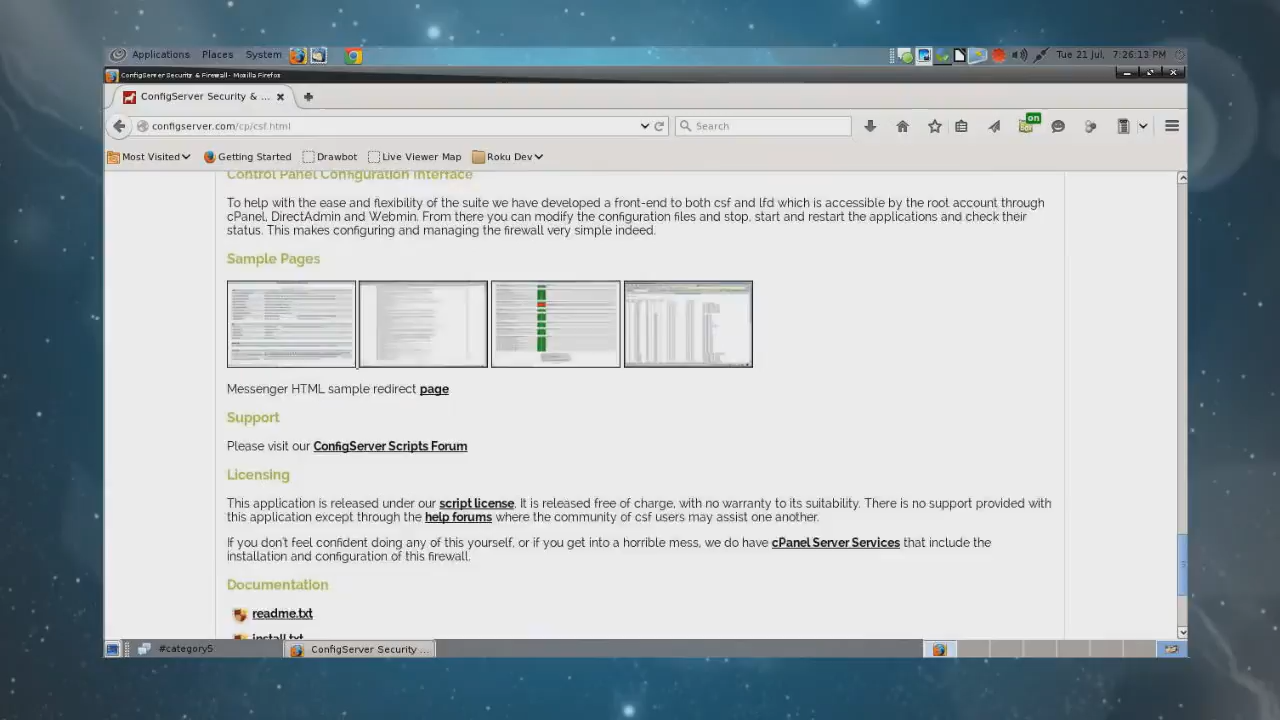 Applications Places System
Tue 21 Jul, 7:26:13 PM
ConfigServer Security & Firewall - Mozilla Firefox
ConfigServer Security & ...
configserver.com/cp/csf.html
Search
on
Most Visited Getting Started Drawbot Live Viewer Map Roku Dev
Control Panel Configuration Interface
To help with the ease and flexibility of the suite we have developed a front-end to both csf and lfd which is accessible by the root account through
cPanel, DirectAdmin and Webmin. From there you can modify the configuration files and stop, start and restart the applications and check their
status. This makes configuring and managing the firewall very simple indeed.
Sample Pages
Messenger HTML sample redirect page
Support
Please visit our ConfigServer Scripts Forum
Licensing
This application is released under our script license. It is released free of charge, with no warranty to its suitability. There is no support provided with
this application except through the help forums where the community of csf users may assist one another.
If you don't feel confident doing any of this yourself, or if you get into a horrible mess, we do have cPanel Server Services that include the
installation and configuration of this firewall.
Documentation
readme.txt
install.txt
#category5
ConfigServer Security ...